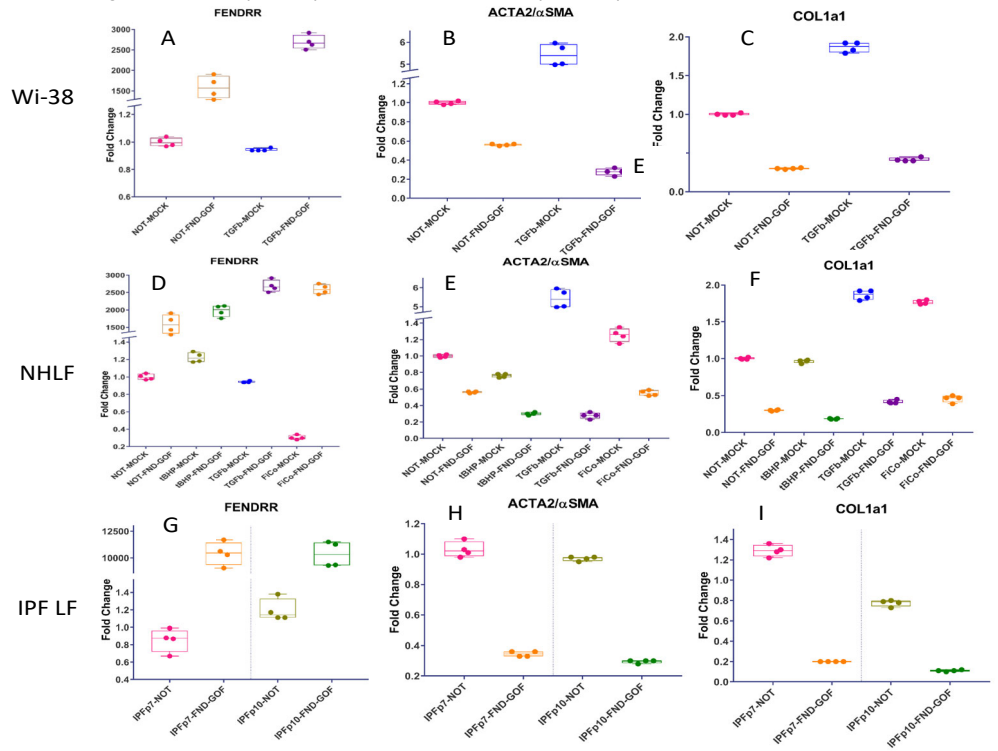 FENDRR
A
Fold Change
3000
2500
2000
1500
1000
1.0
0.8
0.6
NOT-MOCK
NOT-FND-GOF
TGFb-MOCK
TGFb-FND-GOF
ACTA2/αSMA
B
Fold Change
6
5
1.0
0.8
0.6
0.4
0.2
0.0
E
NOT-MOCK
NOT-FND-GOF
TGFb-MOCK
TGFb-FND-GOF
COL1a1
C
Fold Change
2.0
1.5
1.0
0.5
0.0
NOT-MOCK
NOT-FND-GOF
TGFb-MOCK
TGFb-FND-GOF
Wi-38
FENDRR
D
Fold Change
3000
2500
2000
1500
1000
1.4
1.2
1.0
0.8
0.6
0.4
0.2
NOT-MOCK
NOT-FND-GOF
tBHP-MOCK
tBHP-FND-GOF
TGFb-MOCK
TGFb-FND-GOF
FiCo-MOCK
FiCo-FND-GOF
ACTA2/αSMA
E
Fold Change
6
5
1.4
1.2
1.0
0.8
0.6
0.4
0.2
0.0
NOT-MOCK
NOT-FND-GOF
tBHP-MOCK
tBHP-FND-GOF
TGFb-MOCK
TGFb-FND-GOF
FiCo-MOCK
FiCo-FND-GOF
COL1a1
F
Fold Change
2.0
1.5
1.0
0.5
0.0
NOT-MOCK
NOT-FND-GOF
tBHP-MOCK
tBHP-FND-GOF
TGFb-MOCK
TGFb-FND-GOF
FiCo-MOCK
FiCo-FND-GOF
NHLF
FENDRR
G
Fold Change
12500
10000
1.4
1.2
1.0
0.8
0.6
0.4
IPFp7-NOT
IPFp7-FND-GOF
IPFp10-NOT
IPFp10-FND-GOF
ACTA2/αSMA
H
Fold Change
1.2
1.0
0.8
0.6
0.4
0.2
IPFp7-NOT
IPFp7-FND-GOF
IPFp10-NOT
IPFp10-FND-GOF
COL1a1
I
Fold Change
1.4
1.2
1.0
0.8
0.6
0.4
0.2
0.0
IPFp7-NOT
IPFp7-FND-GOF
IPFp10-NOT
IPFp10-FND-GOF
IPF LF